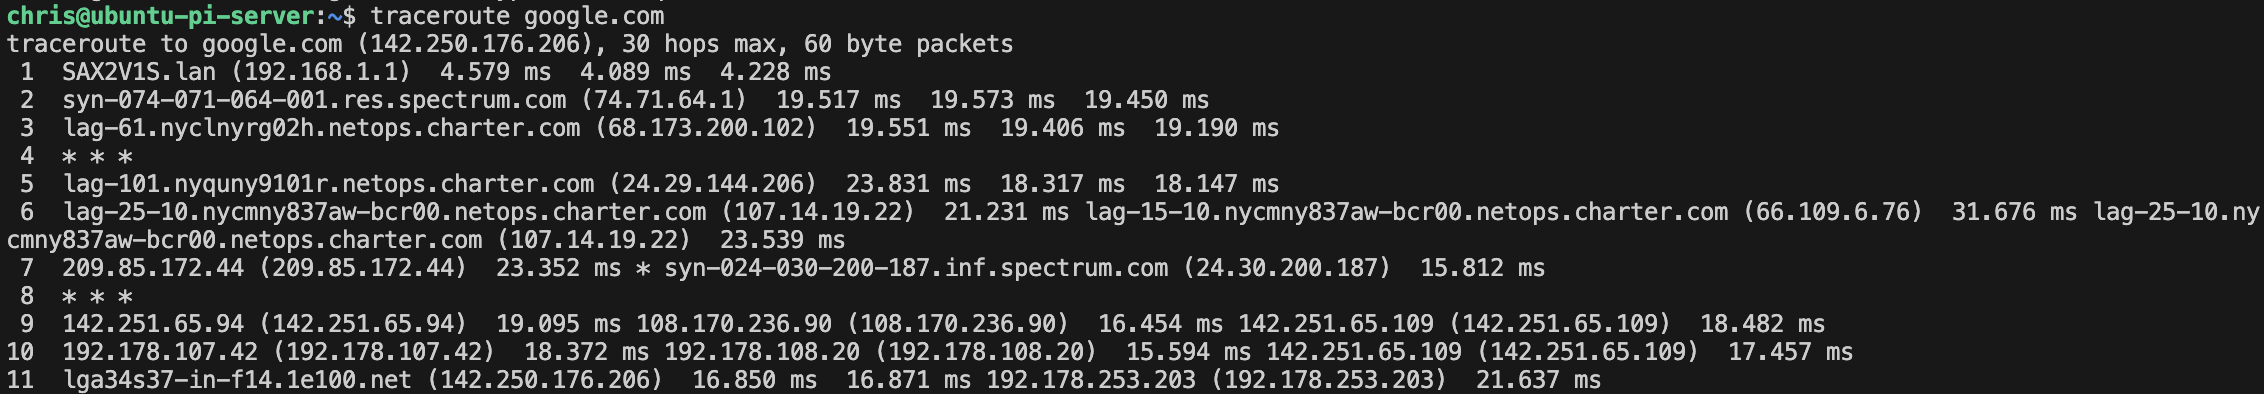 chris@ubuntu-pi-server:~$ traceroute google.com
traceroute to google.com (142.250.176.206), 30 hops max, 60 byte packets
 1  SAX2V1S.lan (192.168.1.1)  4.579 ms  4.089 ms  4.228 ms
 2  syn-074-071-064-001.res.spectrum.com (74.71.64.1)  19.517 ms  19.573 ms  19.450 ms
 3  lag-61.nyclnyrg02h.netops.charter.com (68.173.200.102)  19.551 ms  19.406 ms  19.190 ms
 4  * * *
 5  lag-101.nyquny9101r.netops.charter.com (24.29.144.206)  23.831 ms  18.317 ms  18.147 ms
 6  lag-25-10.nycmny837aw-bcr00.netops.charter.com (107.14.19.22)  21.231 ms lag-15-10.nycmny837aw-bcr00.netops.charter.com (66.109.6.76)  31.676 ms lag-25-10.ny
cmny837aw-bcr00.netops.charter.com (107.14.19.22)  23.539 ms
 7  209.85.172.44 (209.85.172.44)  23.352 ms * syn-024-030-200-187.inf.spectrum.com (24.30.200.187)  15.812 ms
 8  * * *
 9  142.251.65.94 (142.251.65.94)  19.095 ms 108.170.236.90 (108.170.236.90)  16.454 ms 142.251.65.109 (142.251.65.109)  18.482 ms
10  192.178.107.42 (192.178.107.42)  18.372 ms 192.178.108.20 (192.178.108.20)  15.594 ms 142.251.65.109 (142.251.65.109)  17.457 ms
11  lga34s37-in-f14.1e100.net (142.250.176.206)  16.850 ms  16.871 ms 192.178.253.203 (192.178.253.203)  21.637 ms